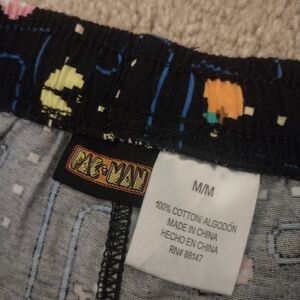 PAC-MAN
M/M
100% COTTON/ALGODÓN
MADE IN CHINA
HECHO EN CHINA
RN# 88147